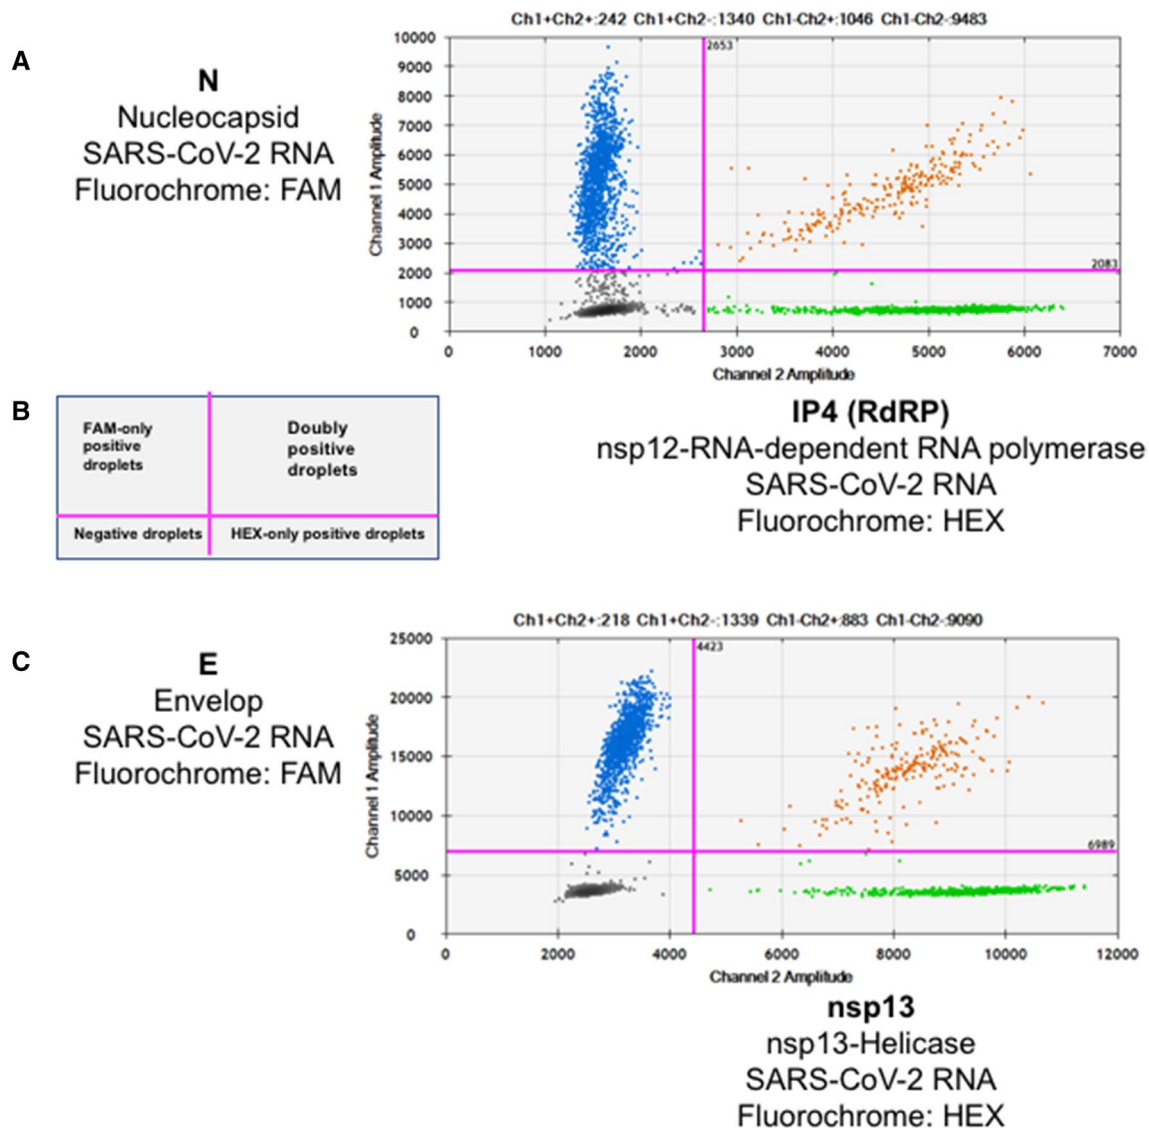 A
N
Nucleocapsid
SARS-CoV-2 RNA
Fluorochrome: FAM
Ch1+Ch2+:242 Ch1+Ch2-:1340 Ch1-Ch2+:1046 Ch1-Ch2-:9483
Channel 1 Amplitude
10000
9000
8000
7000
6000
5000
4000
3000
2000
1000
0
2653
2083
0 1000 2000 3000 4000 5000 6000 7000
Channel 2 Amplitude
IP4 (RdRP)
nsp12-RNA-dependent RNA polymerase
SARS-CoV-2 RNA
Fluorochrome: HEX
B
FAM-only
positive
droplets
Doubly
positive
droplets
Negative droplets
HEX-only positive droplets
C
E
Envelop
SARS-CoV-2 RNA
Fluorochrome: FAM
Ch1+Ch2+:218 Ch1+Ch2-:1339 Ch1-Ch2+:883 Ch1-Ch2-:9090
Channel 1 Amplitude
25000
20000
15000
10000
5000
0
4423
6989
0 2000 4000 6000 8000 10000 12000
Channel 2 Amplitude
nsp13
nsp13-Helicase
SARS-CoV-2 RNA
Fluorochrome: HEX